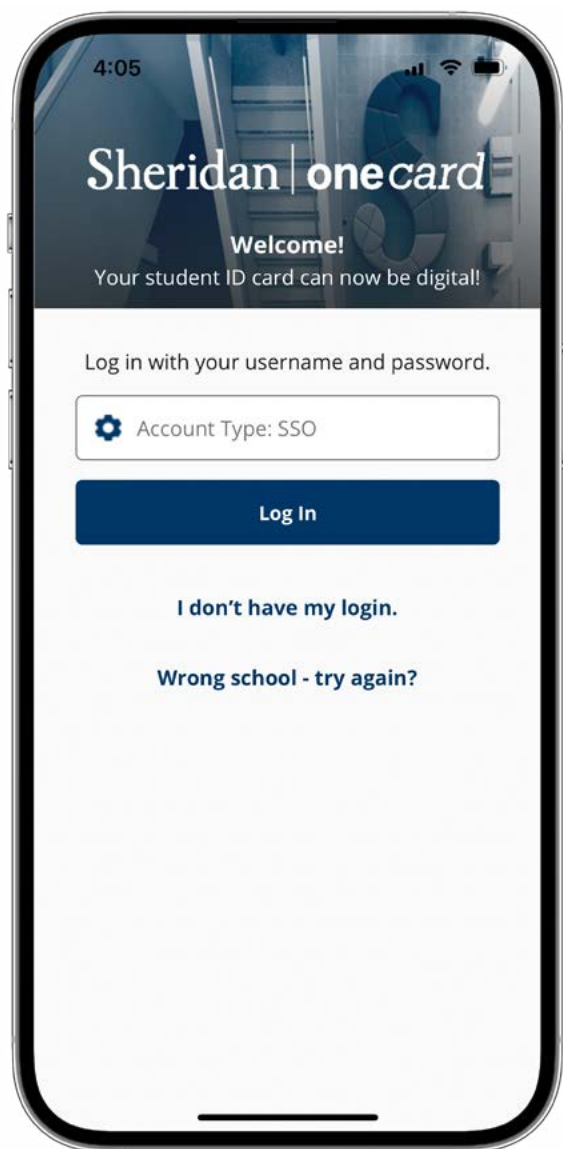 4:05
Sheridan | onecard
Welcome!
Your student ID card can now be digital!
Log in with your username and password.
Account Type: SSO
Log In
I don’t have my login.
Wrong school - try again?